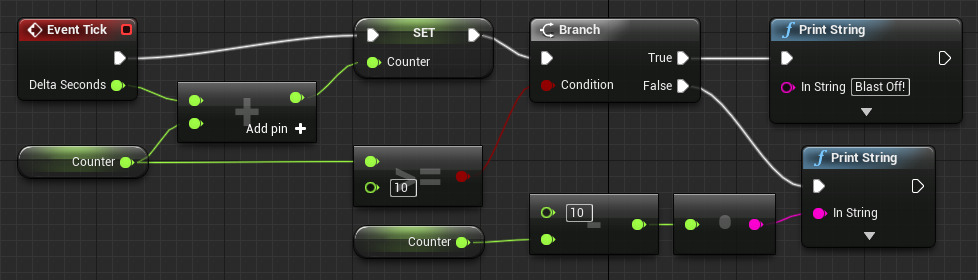 Event Tick
Delta Seconds
Add pin
Counter
SET
Counter
>=
10
Counter
Branch
True
Condition
False
10
Print String
In String Blast Off!
Print String
In String